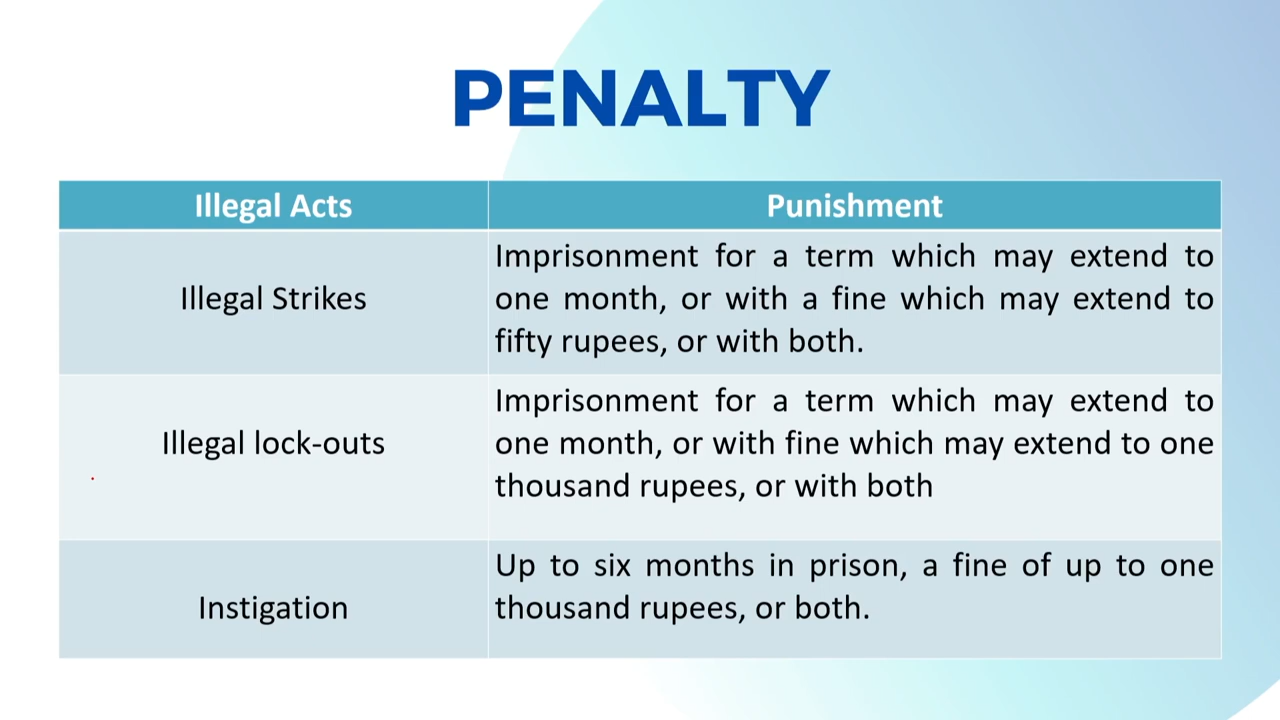 PENALTY
Illegal Acts
Punishment
Illegal Strikes
Imprisonment for a term which may extend to
one month, or with a fine which may extend to
fifty rupees, or with both.
Illegal lock-outs
Imprisonment for a term which may extend to
one month, or with fine which may extend to one
thousand rupees, or with both
Instigation
Up to six months in prison, a fine of up to one
thousand rupees, or both.